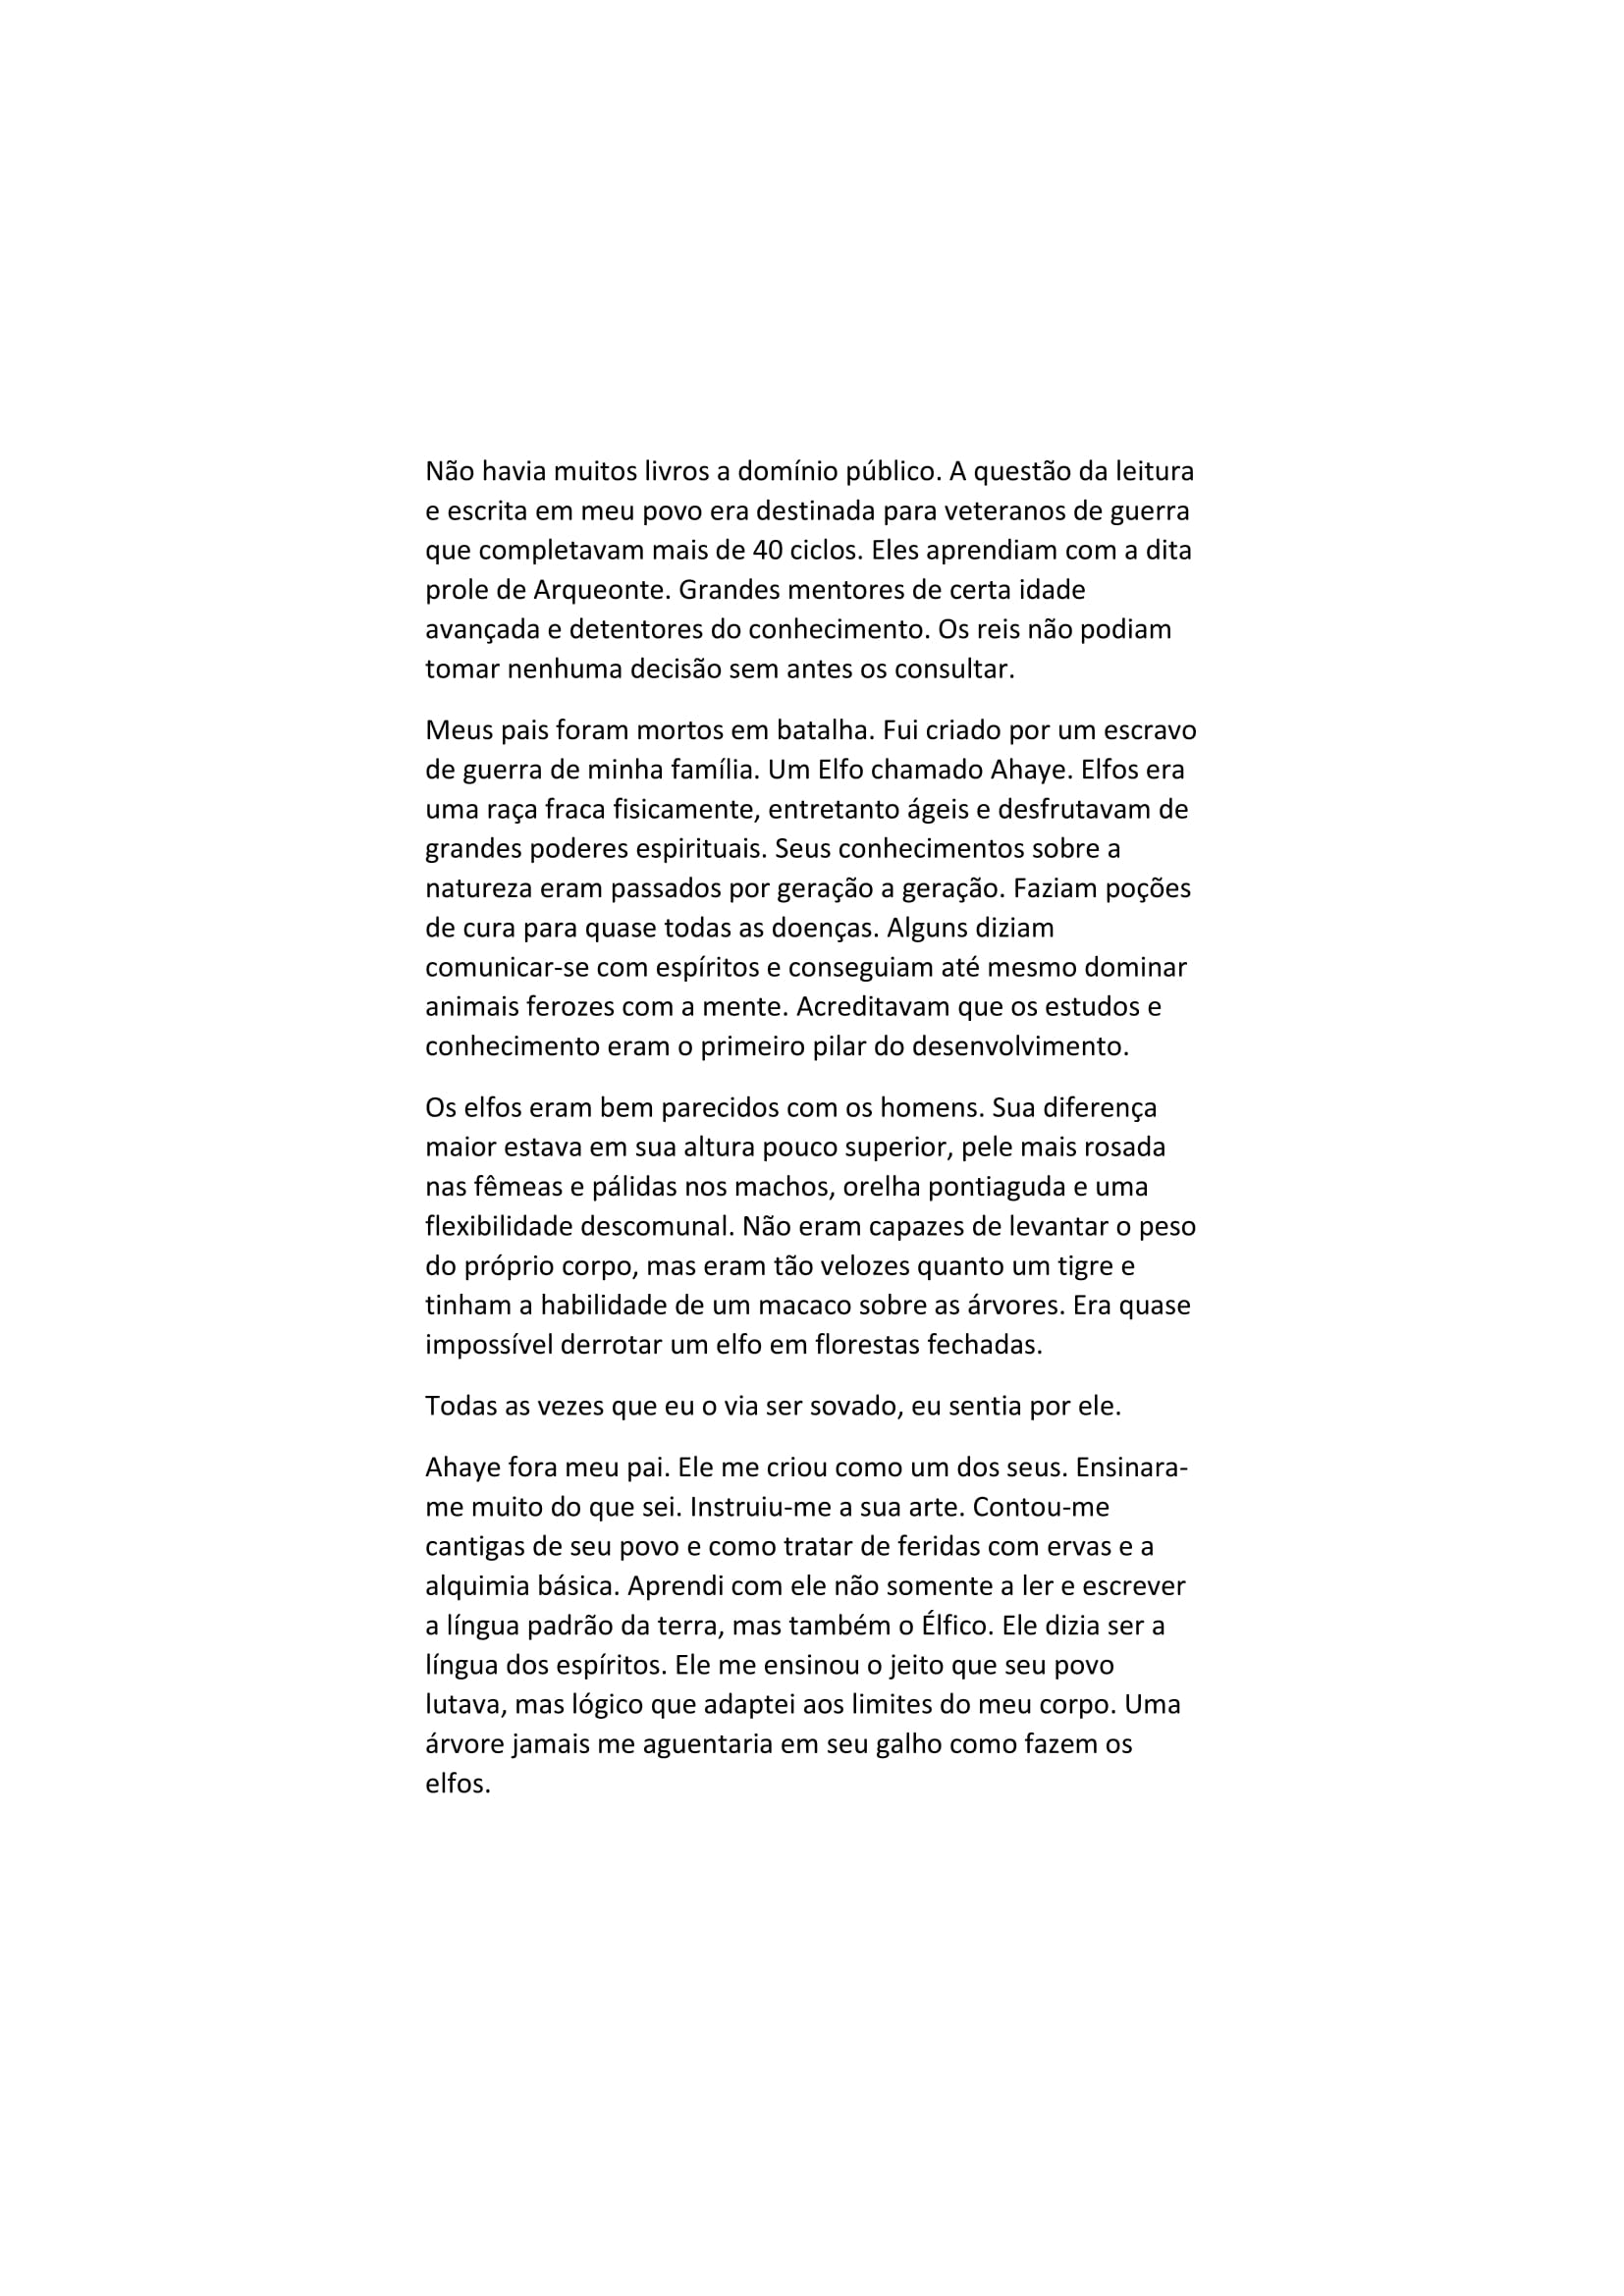 Não havia muitos livros a domínio público. A questão da leitura
e escrita em meu povo era destinada para veteranos de guerra
que completavam mais de 40 ciclos. Eles aprendiam com a dita
prole de Arqueonte. Grandes mentores de certa idade
avançada e detentores do conhecimento. Os reis não podiam
tomar nenhuma decisão sem antes os consultar.
Meus pais foram mortos em batalha. Fui criado por um escravo
de guerra de minha família. Um Elfo chamado Ahaye. Elfos era
uma raça fraca fisicamente, entretanto ágeis e desfrutavam de
grandes poderes espirituais. Seus conhecimentos sobre a
natureza eram passados por geração a geração. Faziam poções
de cura para quase todas as doenças. Alguns diziam
comunicar-se com espíritos e conseguiam até mesmo dominar
animais ferozes com a mente. Acreditavam que os estudos e
conhecimento eram o primeiro pilar do desenvolvimento.
Os elfos eram bem parecidos com os homens. Sua diferença
maior estava em sua altura pouco superior, pele mais rosada
nas fêmeas e pálidas nos machos, orelha pontiaguda e uma
flexibilidade descomunal. Não eram capazes de levantar o peso
do próprio corpo, mas eram tão velozes quanto um tigre e
tinham a habilidade de um macaco sobre as árvores. Era quase
impossível derrotar um elfo em florestas fechadas.
Todas as vezes que eu o via ser sovado, eu sentia por ele.
Ahaye fora meu pai. Ele me criou como um dos seus. Ensinara-
me muito do que sei. Instruiu-me a sua arte. Contou-me
cantigas de seu povo e como tratar de feridas com ervas e a
alquimia básica. Aprendi com ele não somente a ler e escrever
a língua padrão da terra, mas também o Élfico. Ele dizia ser a
língua dos espíritos. Ele me ensinou o jeito que seu povo
lutava, mas lógico que adaptei aos limites do meu corpo. Uma
árvore jamais me aguentaria em seu galho como fazem os
elfos.